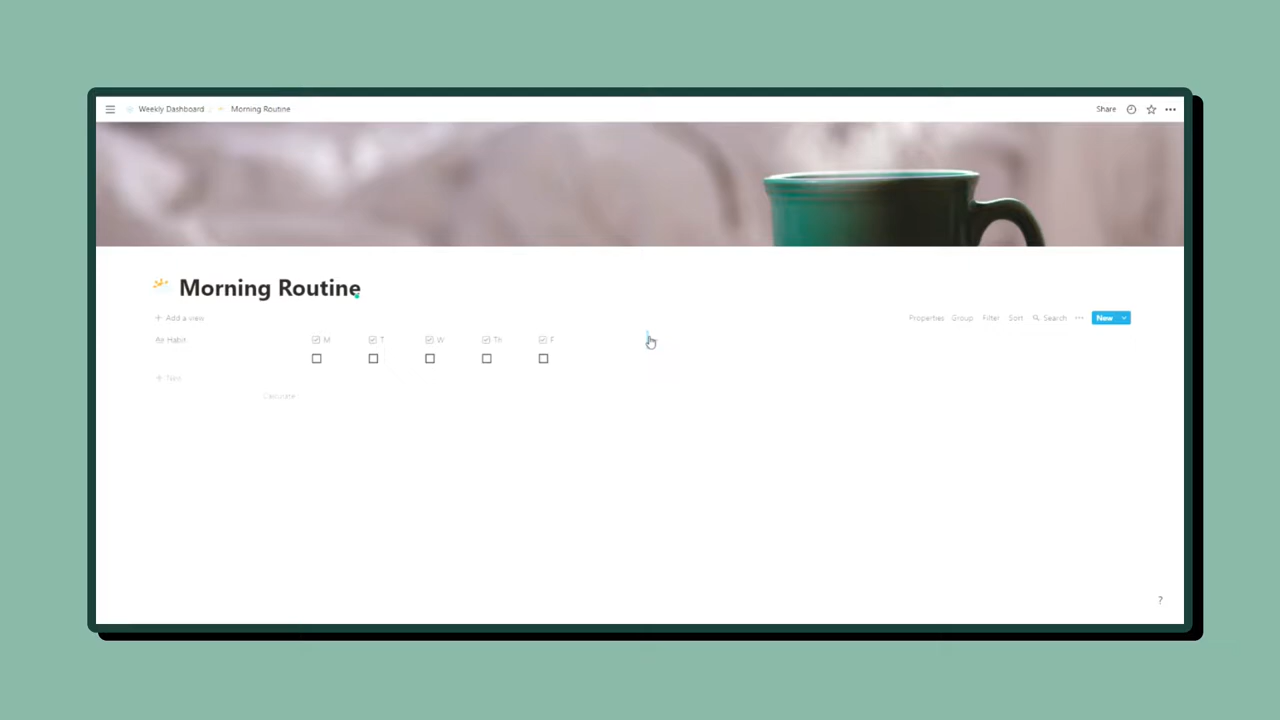 Weekly Dashboard / Morning Routine
Share
Morning Routine
+ Add a view
Properties Group Filter Sort Search ••• New
Aa Habit M T W Th F
+ New
Calculate
?